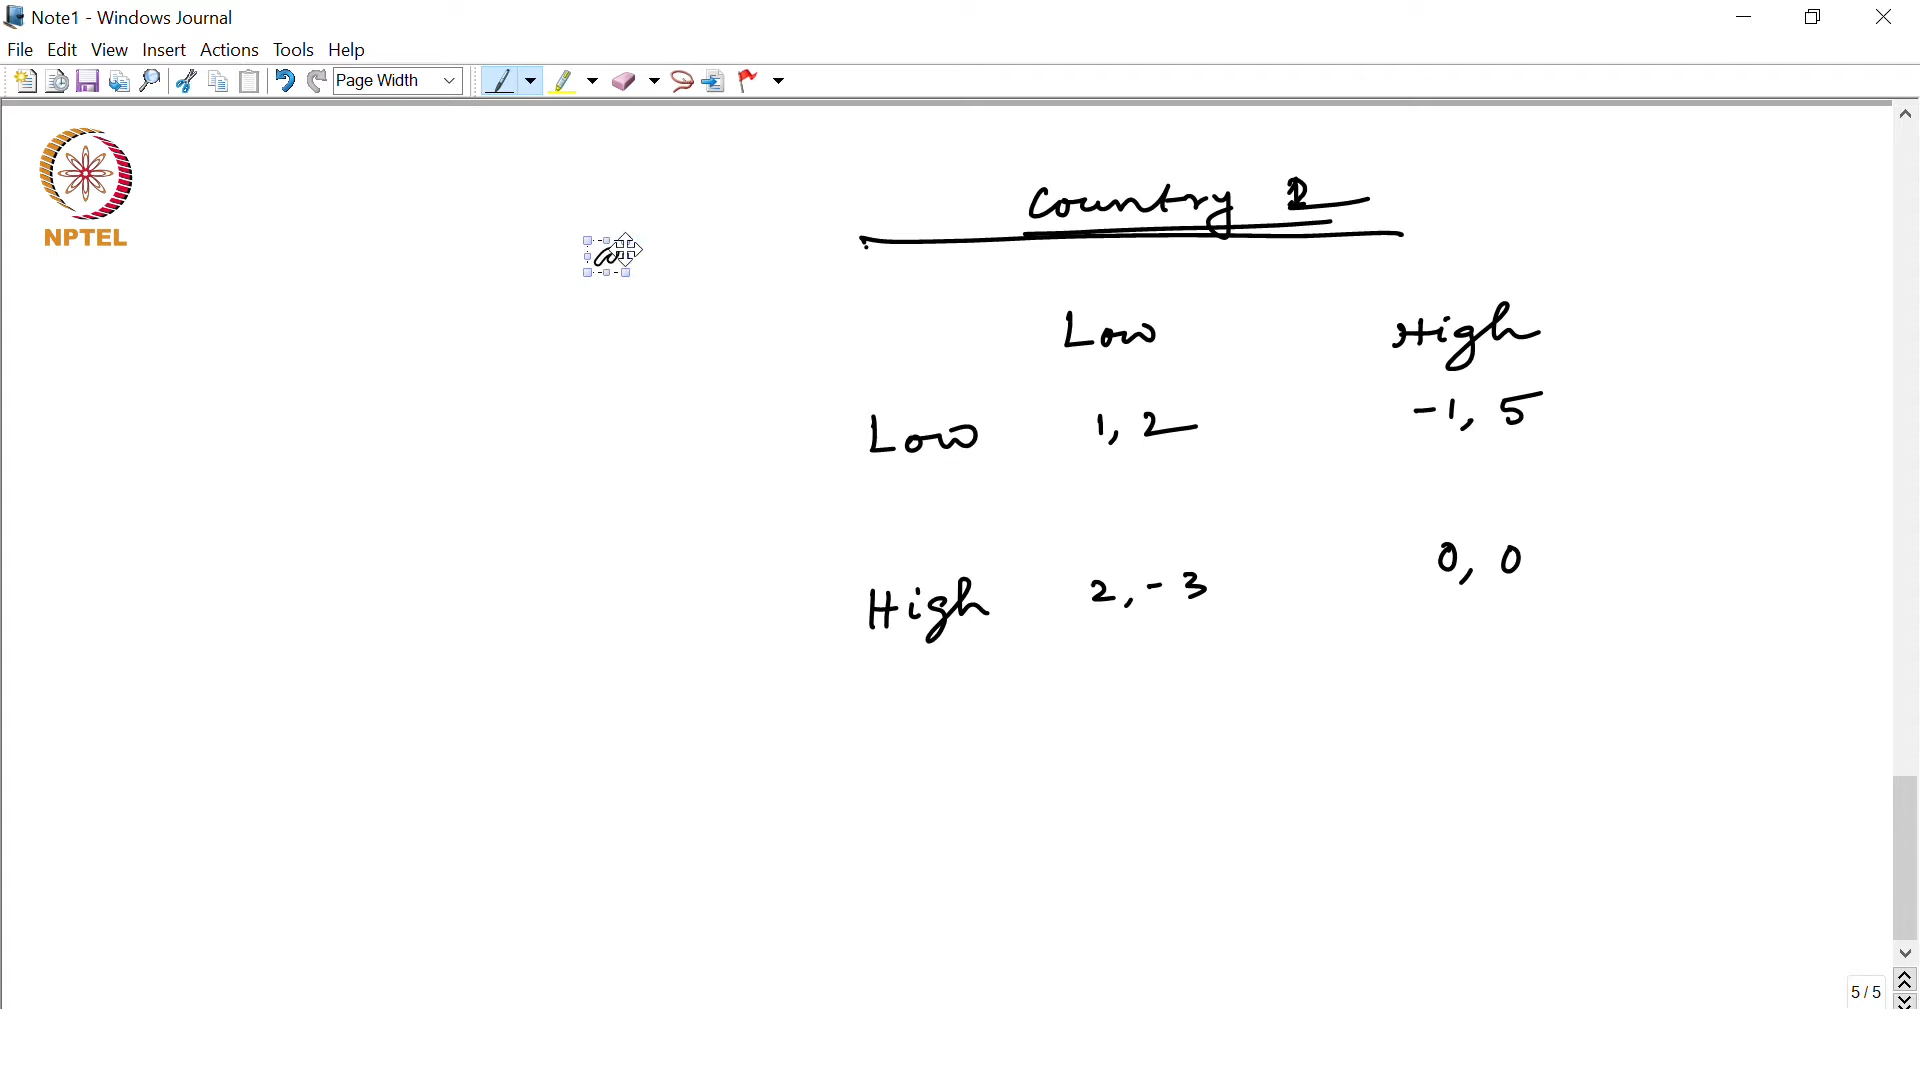 Note1 - Windows Journal
File Edit View Insert Actions Tools Help
Page Width
NPTEL
Country 2
Low High
Low 1, 2 -1, 5
High 2, -3 0, 0
5 / 5